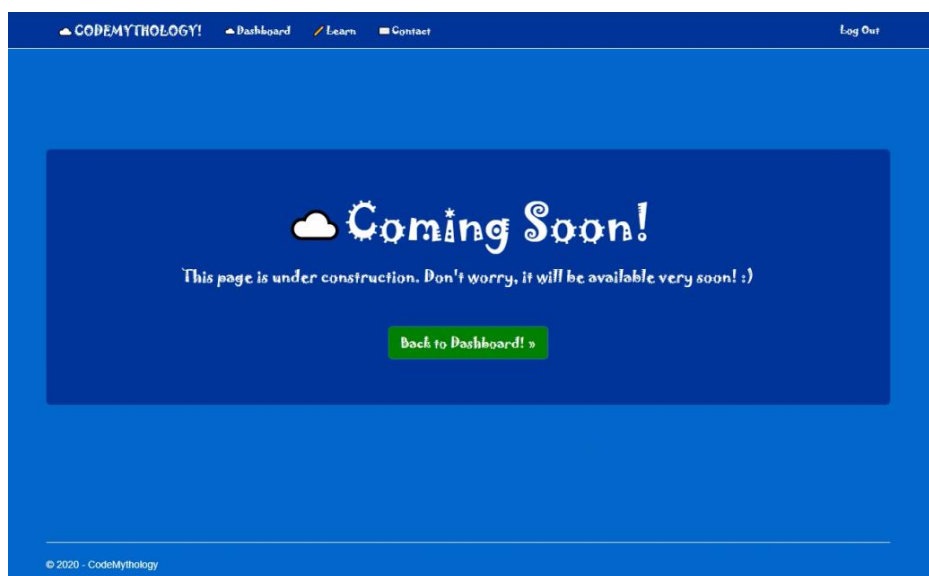 CODEMYTHOLOGY! Dashboard Learn Contact Log Out
Coming Soon!
This page is under construction. Don't worry, it will be available very soon! :)
Back to Dashboard! »
© 2020 - CodeMythology